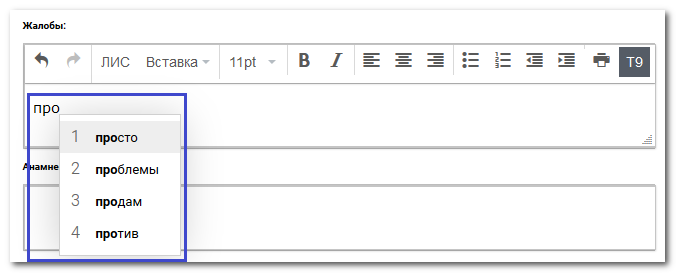 Жалобы:
ЛИС Вставка 11pt B I T9
про
1 просто
Анамне
2 проблемы
3 продам
4 против